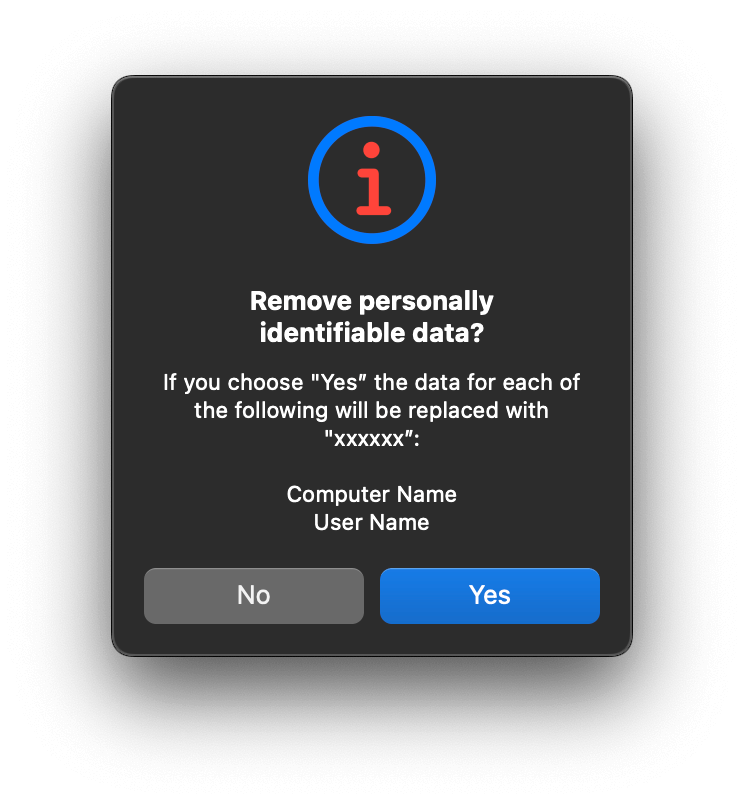 i
Remove personally
identifiable data?
If you choose "Yes” the data for each of
the following will be replaced with
"xxxxxx”:
Computer Name
User Name
No
Yes